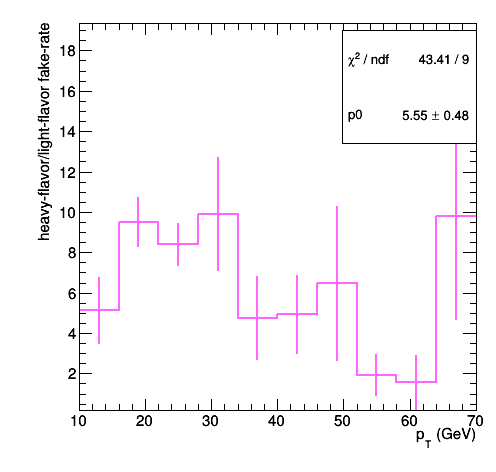 heavy-flavor/light-flavor fake-rate
χ² / ndf 43.41 / 9
p0 5.55 ± 0.48
18
16
14
12
10
8
6
4
2
10 20 30 40 50 60 70
p_T (GeV)